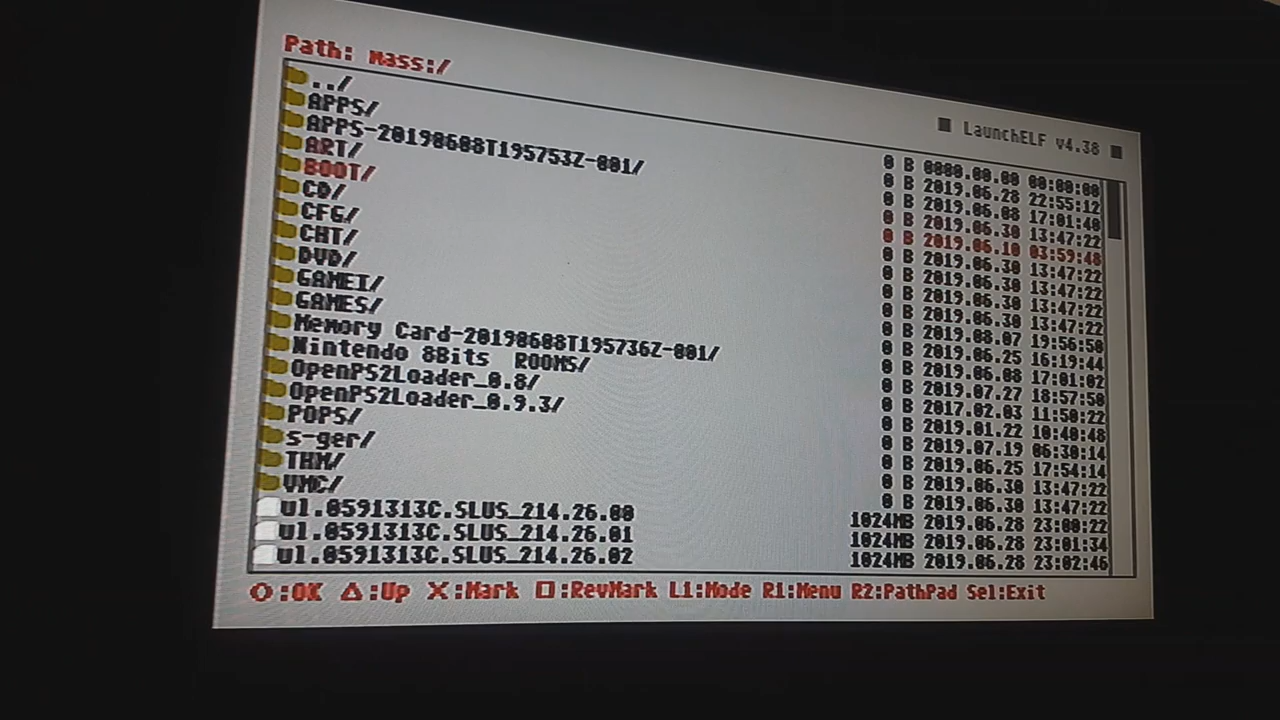 Path: mass:/
■ LaunchELF v4.38 ■
../
APPS/
APPS-20190608T195753Z-001/
ART/
BOOT/
CD/
CFG/
CHT/
DVD/
GAMEI/
GAMES/
Memory Card-20190608T195736Z-001/
Nintendo 8Bits  ROOMS/
OpenPS2Loader_0.8/
OpenPS2Loader_0.9.3/
POPS/
s-ger/
THM/
VMC/
ul.0591313C.SLUS_214.26.00
ul.0591313C.SLUS_214.26.01
ul.0591313C.SLUS_214.26.02
0 B 0000.00.00 00:00:00
0 B 2019.06.28 22:55:12
0 B 2019.06.08 17:01:40
0 B 2019.06.30 13:47:22
0 B 2019.06.10 03:59:48
0 B 2019.06.30 13:47:22
0 B 2019.06.30 13:47:22
0 B 2019.06.30 13:47:22
0 B 2019.08.07 19:56:50
0 B 2019.06.25 16:19:44
0 B 2019.06.08 17:01:02
0 B 2019.07.27 18:57:50
0 B 2017.02.03 11:50:22
0 B 2019.01.22 10:40:48
0 B 2019.07.19 06:30:14
0 B 2019.06.25 17:54:14
0 B 2019.06.30 13:47:22
0 B 2019.06.30 13:47:22
1024MB 2019.06.28 23:00:22
1024MB 2019.06.28 23:01:34
1024MB 2019.06.28 23:02:46
O:OK △:Up X:Mark □:RevMark L1:Mode R1:Menu R2:PathPad Sel:Exit